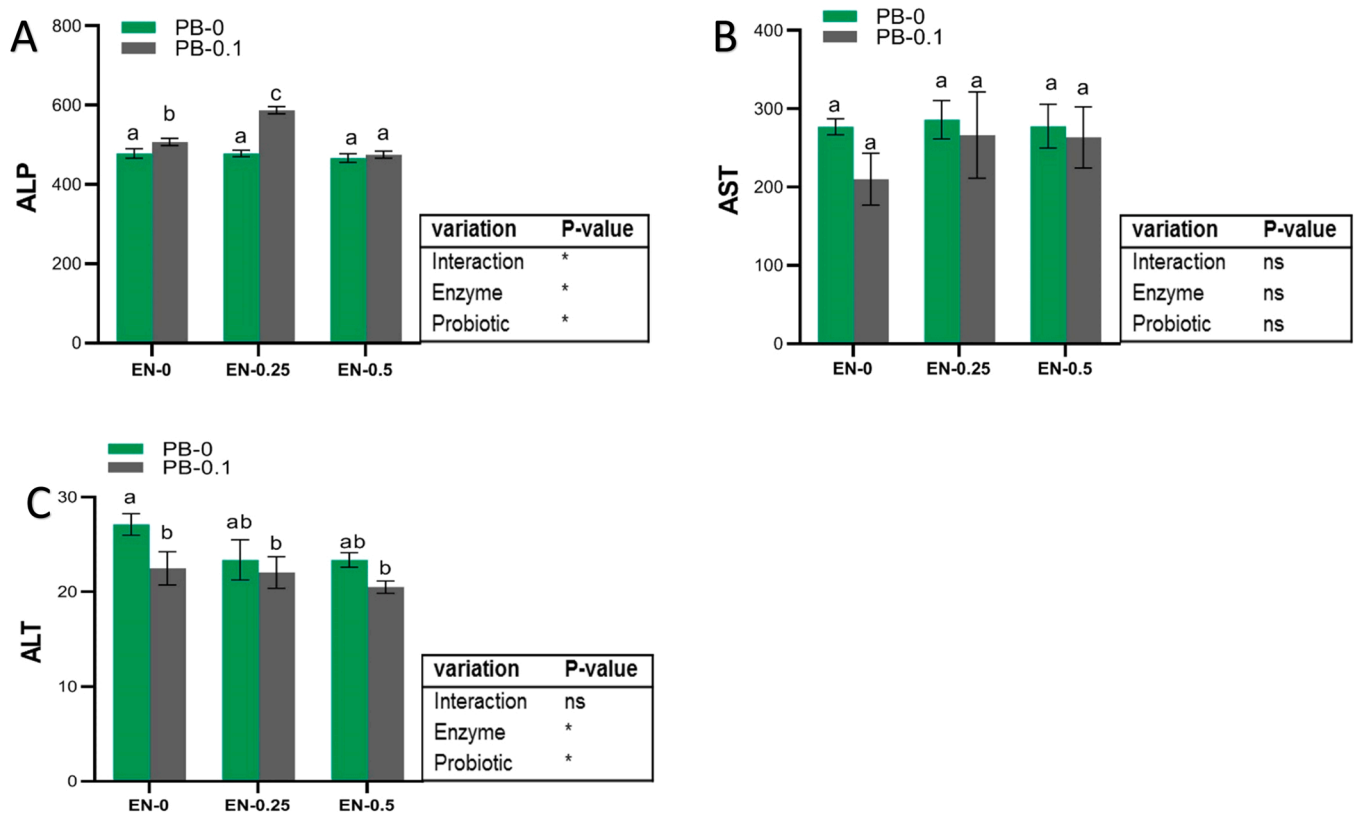 A
PB-0
PB-0.1
800
600
400
200
0
ALP
a b a c a a
EN-0 EN-0.25 EN-0.5
variation P-value
Interaction *
Enzyme *
Probiotic *
B
PB-0
PB-0.1
400
300
200
100
0
AST
a a a a a a
EN-0 EN-0.25 EN-0.5
variation P-value
Interaction ns
Enzyme ns
Probiotic ns
C
PB-0
PB-0.1
30
20
10
0
ALT
a b ab b ab b
EN-0 EN-0.25 EN-0.5
variation P-value
Interaction ns
Enzyme *
Probiotic *